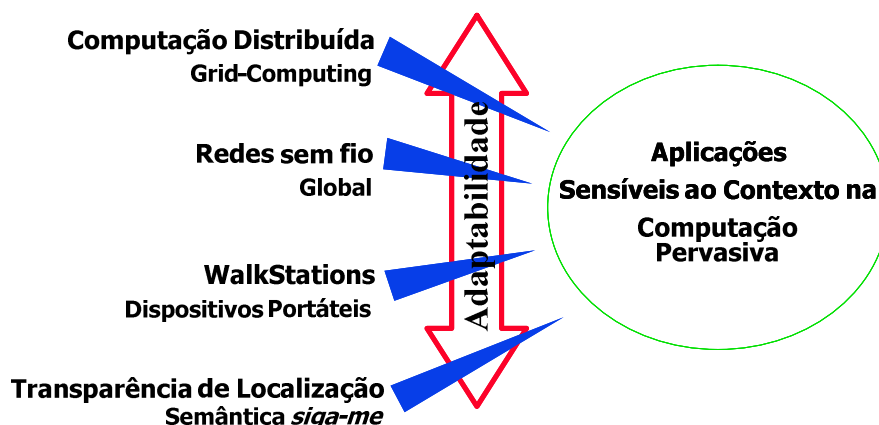 Computação Distribuída
Grid-Computing
Redes sem fio
Global
WalkStations
Dispositivos Portáteis
Transparência de Localização
Semântica siga-me
Adaptabilidade
Aplicações
Sensíveis ao Contexto na
Computação
Pervasiva